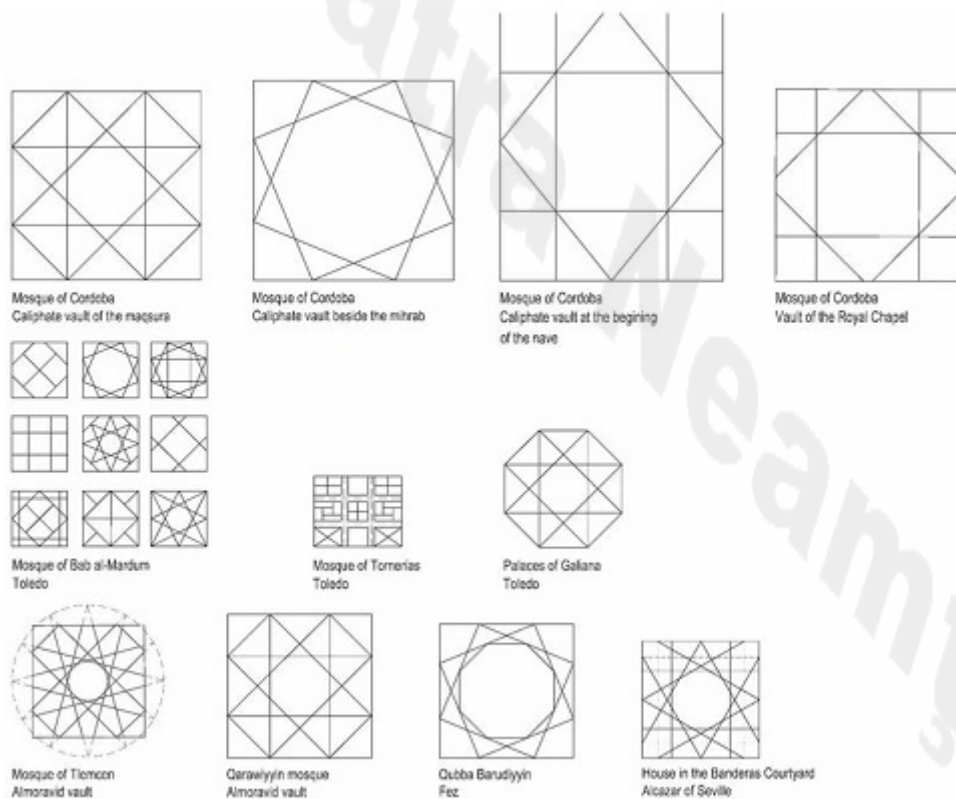 Mosque of Cordoba
Caliphate vault of the maqsura
Mosque of Cordoba
Caliphate vault beside the mihrab
Mosque of Cordoba
Caliphate vault at the begining
of the nave
Mosque of Cordoba
Vault of the Royal Chapel
Mosque of Bab al-Mardum
Toledo
Mosque of Tornerias
Toledo
Palaces of Galiana
Toledo
Mosque of Tlemcen
Almoravid vault
Qarawiyyin mosque
Almoravid vault
Qubba Barudiyyin
Fez
House in the Banderas Courtyard
Alcazar of Seville
atra Neam